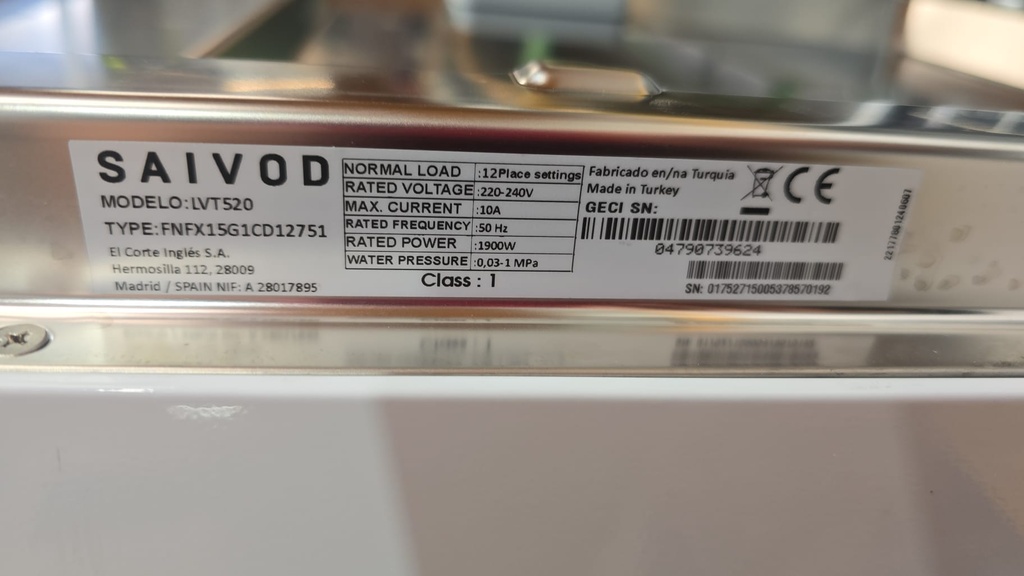 SAIVOD
MODELO:LVT520
TYPE:FNFX15G1CD12751
El Corte Inglés S.A.
Hermosilla 112, 28009
Madrid / SPAIN NIF: A 28017895
NORMAL LOAD :12Place settings
RATED VOLTAGE :220-240V
MAX. CURRENT :10A
RATED FREQUENCY :50 Hz
RATED POWER :1900W
WATER PRESSURE :0,03-1 MPa
Class : 1
Fabricado en/na Turquía
Made in Turkey
CE
GECI SN:
04790739624
SN: 01752715005378570192